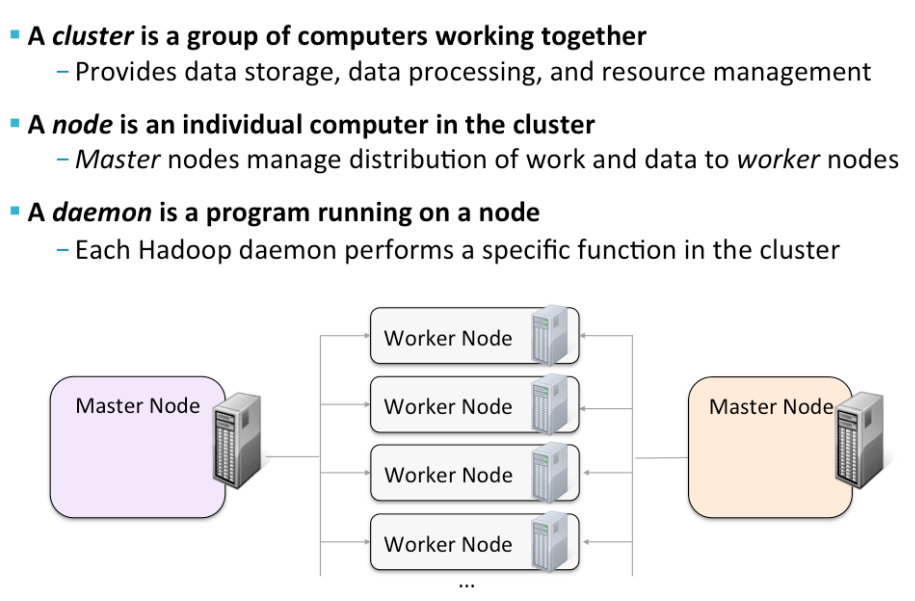 ▪ A cluster is a group of computers working together
– Provides data storage, data processing, and resource management
▪ A node is an individual computer in the cluster
– Master nodes manage distribution of work and data to worker nodes
▪ A daemon is a program running on a node
– Each Hadoop daemon performs a specific function in the cluster
Worker Node
Master Node
Worker Node
Master Node
Worker Node
Worker Node
...